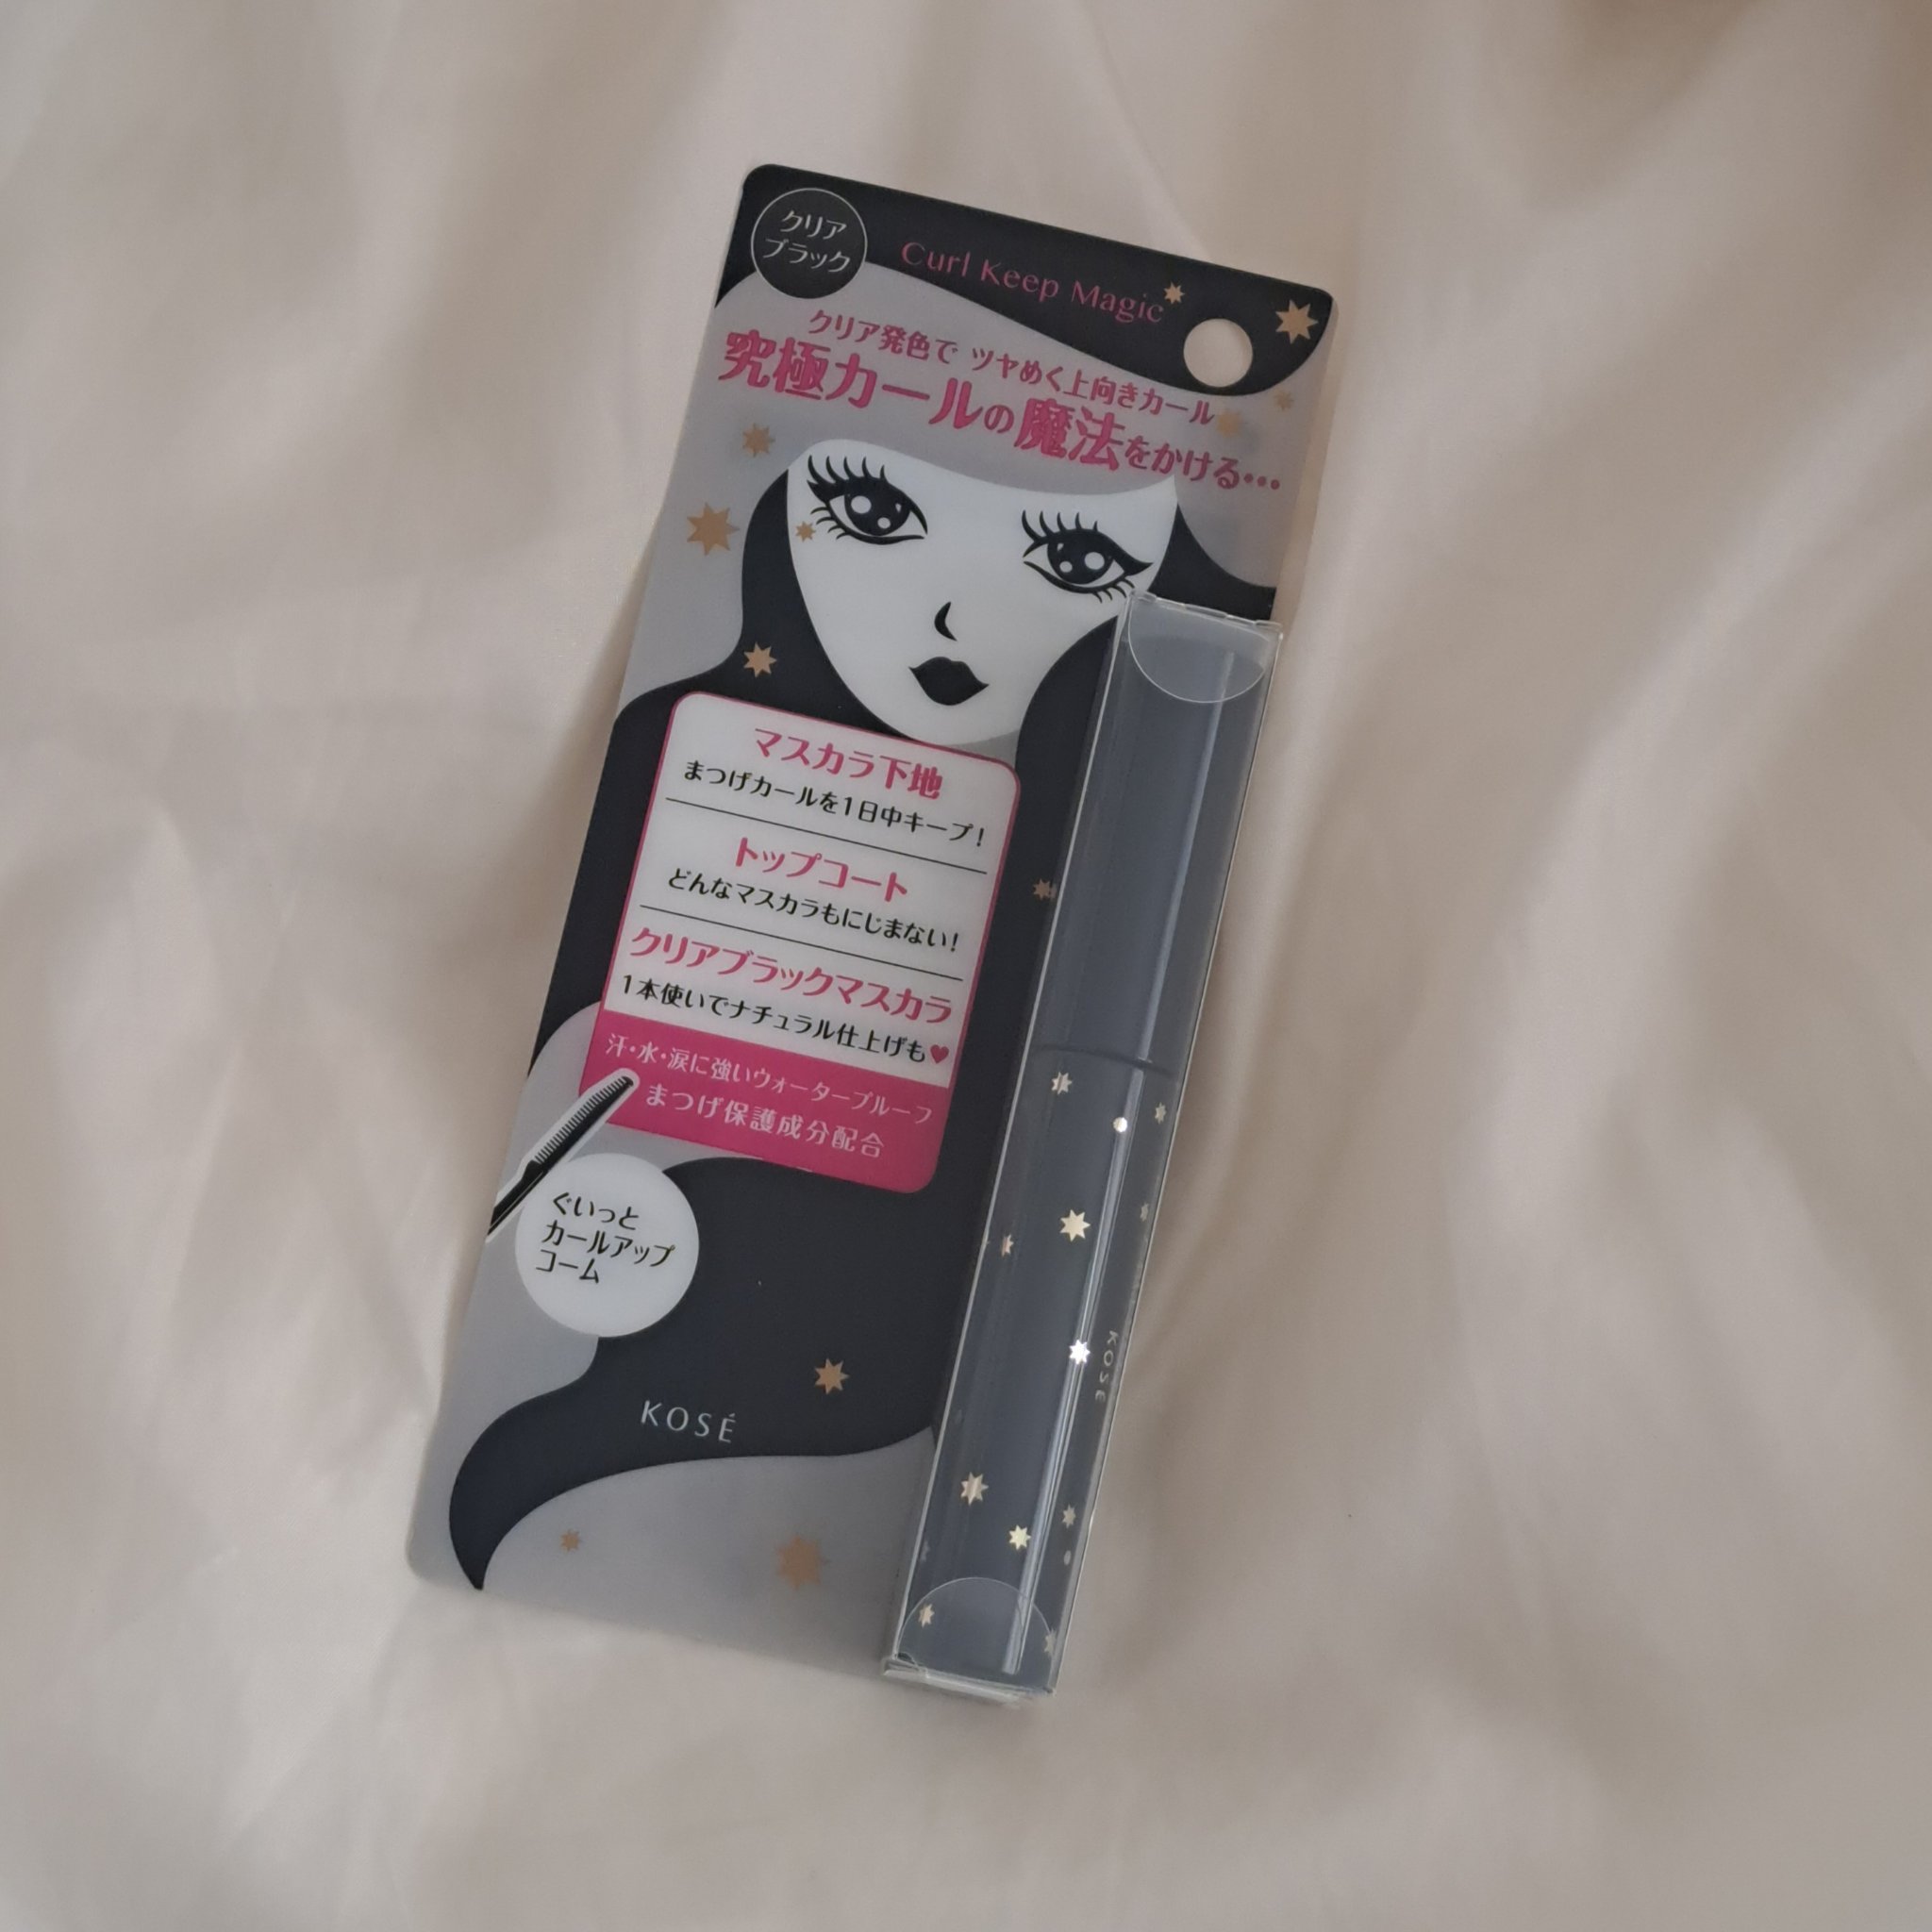 クリア
ブラック
Curl Keep Magic
クリア発色で ツヤめく上向きカール
究極カールの魔法をかける…
マスカラ下地
まつげカールを1日中キープ!
トップコート
どんなマスカラもにじまない!
クリアブラックマスカラ
1本使いでナチュラル仕上げも♥
汗・水・涙に強いウォータープルーフ
まつげ保護成分配合
ぐいっと
カールアップ
コーム
KOSÉ
KOSÉ